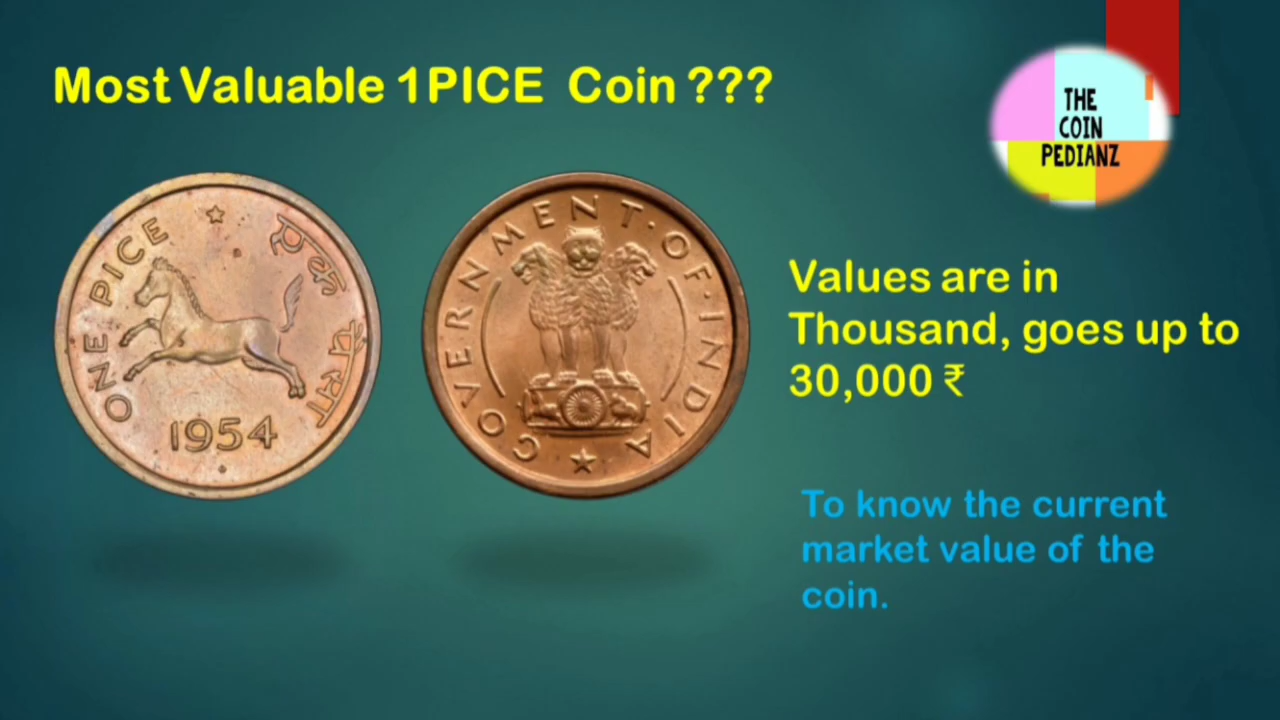 Most Valuable 1PICE Coin ???
THE
COIN
PEDIANZ
ONE PICE
एक पैसा
1954
GOVERNMENT·OF·INDIA
Values are in
Thousand, goes up to
30,000 ₹
To know the current
market value of the
coin.